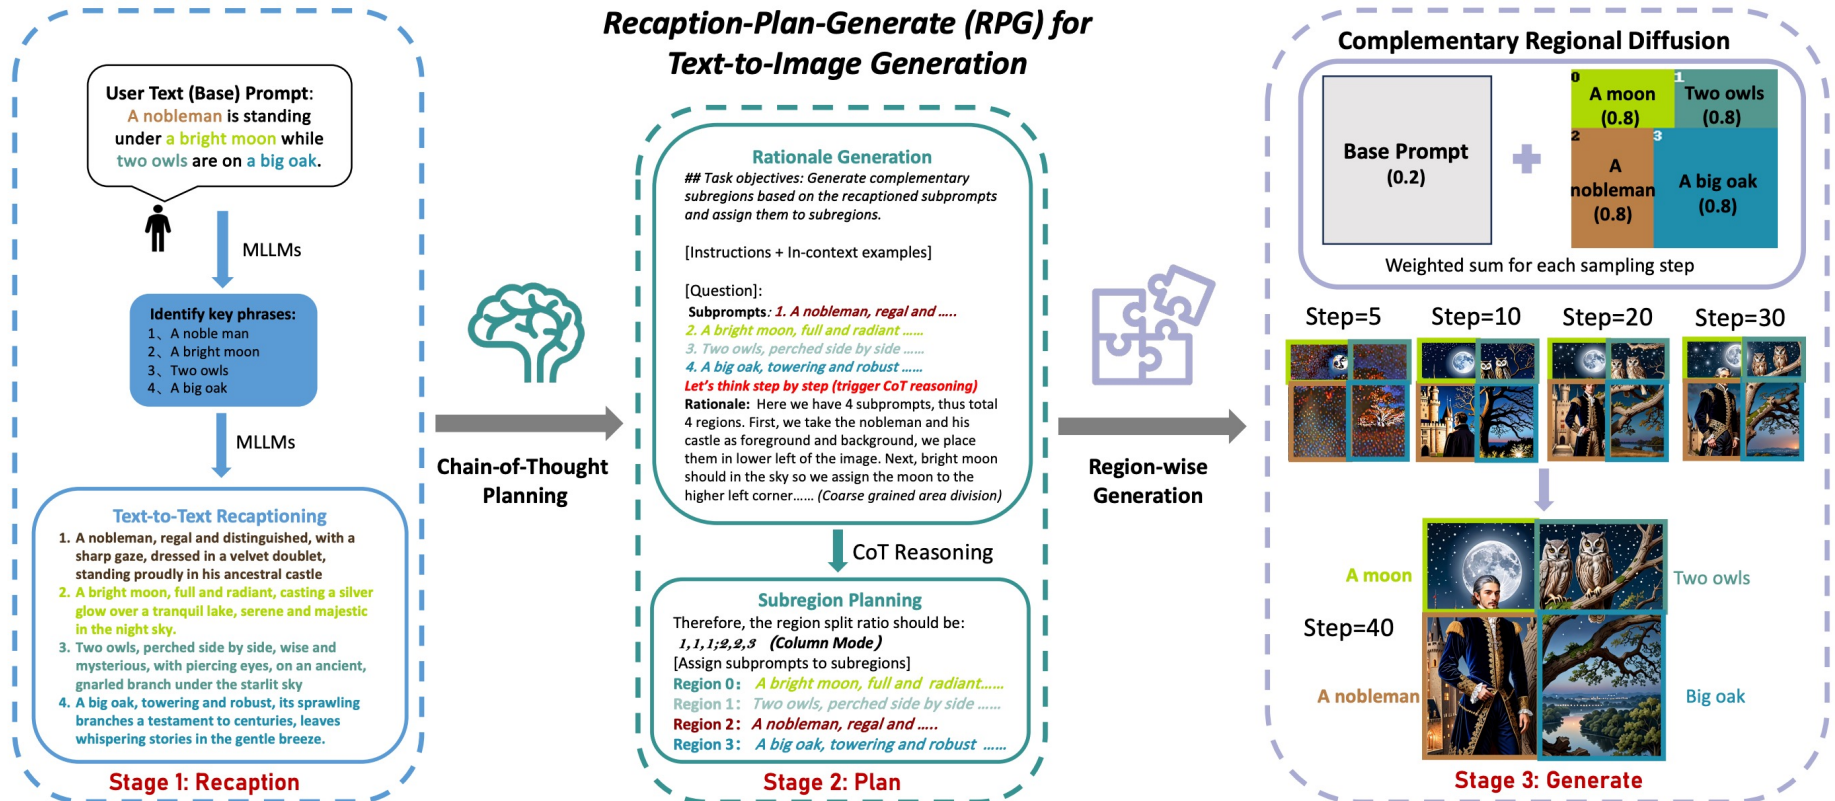 Recaption-Plan-Generate (RPG) for
Text-to-Image Generation
User Text (Base) Prompt:
A nobleman is standing
under a bright moon while
two owls are on a big oak.
MLLMs
Identify key phrases:
1、 A noble man
2、 A bright moon
3、 Two owls
4、 A big oak
MLLMs
Text-to-Text Recaptioning
1. A nobleman, regal and distinguished, with a
sharp gaze, dressed in a velvet doublet,
standing proudly in his ancestral castle
2. A bright moon, full and radiant, casting a silver
glow over a tranquil lake, serene and majestic
in the night sky.
3. Two owls, perched side by side, wise and
mysterious, with piercing eyes, on an ancient,
gnarled branch under the starlit sky
4. A big oak, towering and robust, its sprawling
branches a testament to centuries, leaves
whispering stories in the gentle breeze.
Stage 1: Recaption
Chain-of-Thought
Planning
Rationale Generation
## Task objectives: Generate complementary
subregions based on the recaptioned subprompts
and assign them to subregions.
[Instructions + In-context examples]
[Question]:
Subprompts: 1. A nobleman, regal and .....
2. A bright moon, full and radiant ......
3. Two owls, perched side by side ......
4. A big oak, towering and robust ......
Let's think step by step (trigger CoT reasoning)
Rationale: Here we have 4 subprompts, thus total
4 regions. First, we take the nobleman and his
castle as foreground and background, we place
them in lower left of the image. Next, bright moon
should in the sky so we assign the moon to the
higher left corner...... (Coarse grained area division)
CoT Reasoning
Subregion Planning
Therefore, the region split ratio should be:
1,1,1;2,2,3 (Column Mode)
[Assign subprompts to subregions]
Region 0: A bright moon, full and radiant......
Region 1: Two owls, perched side by side ......
Region 2: A nobleman, regal and .....
Region 3: A big oak, towering and robust ......
Stage 2: Plan
Region-wise
Generation
Complementary Regional Diffusion
Base Prompt
(0.2)
0
A moon
(0.8)
1
Two owls
(0.8)
2
A
nobleman
(0.8)
3
A big oak
(0.8)
Weighted sum for each sampling step
Step=5
Step=10
Step=20
Step=30
A moon
Two owls
Step=40
A nobleman
Big oak
Stage 3: Generate